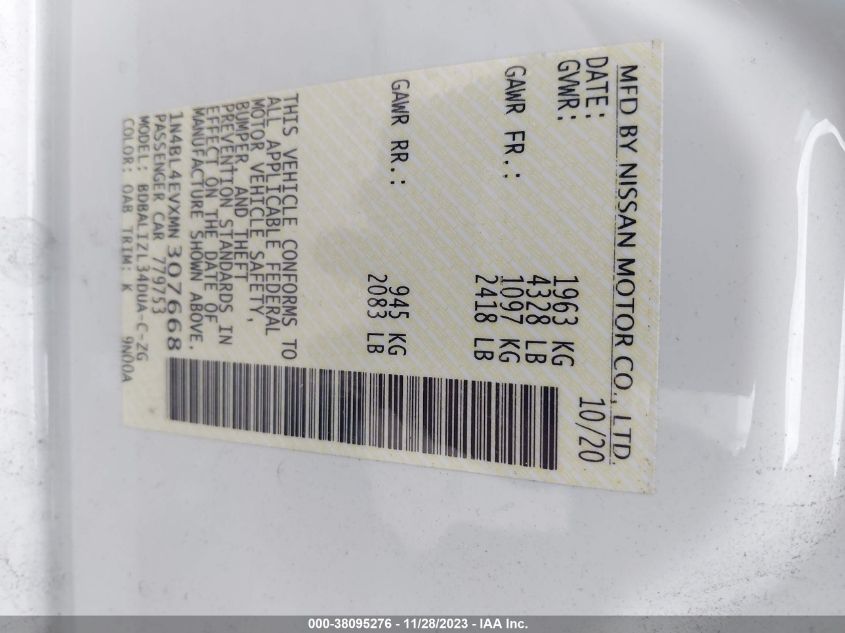 MFD BY NISSAN MOTOR CO., LTD.
DATE: 10/20
GVWR: 1963 KG
4328 LB
GAWR FR.: 1097 KG
2418 LB
GAWR RR.: 945 KG
2083 LB
THIS VEHICLE CONFORMS TO
ALL APPLICABLE FEDERAL
MOTOR VEHICLE SAFETY,
BUMPER, AND THEFT
PREVENTION STANDARDS IN
EFFECT ON THE DATE OF
MANUFACTURE SHOWN ABOVE.
1N4BL4EVXMN307668
PASSENGER CAR 779753
MODEL: BDBALIZL34DUA-C-ZG
COLOR: QAB TRIM: K 9N00A
000-38095276 - 11/28/2023 - IAA Inc.